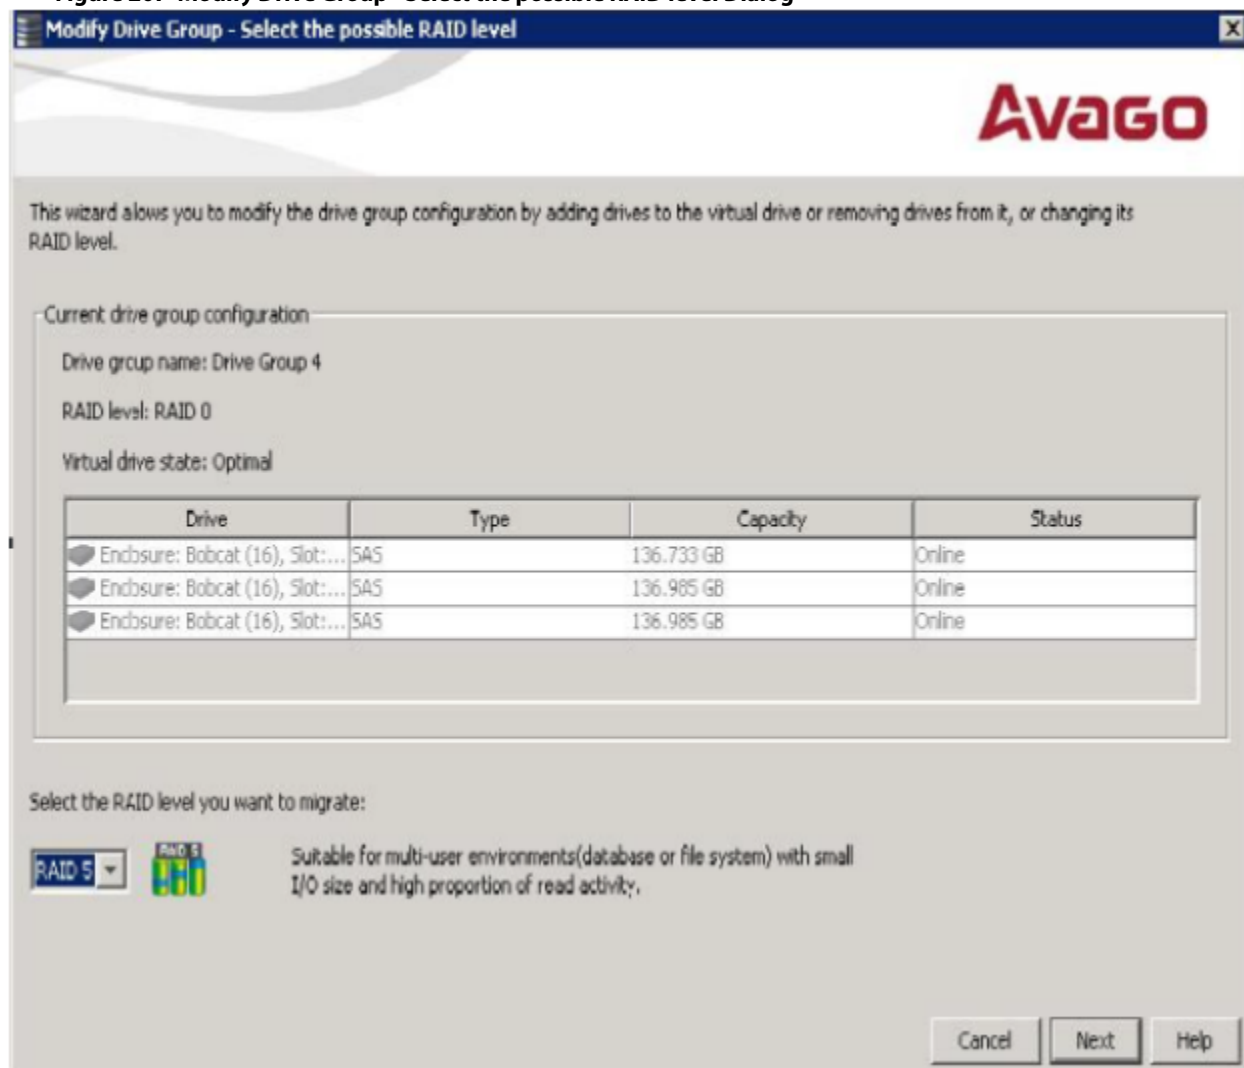 Modify Drive Group - Select the possible RAID level
Avago
This wizard alows you to modify the drive group configuration by adding drives to the virtual drive or removing drives from it, or changing its
RAID level.
Current drive group configuration
Drive group name: Drive Group 4
RAID level: RAID 0
Virtual drive state: Optimal
Drive Type Capacity Status
Enclosure: Bobcat (16), Slot:... SAS 136.733 GB Online
Enclosure: Bobcat (16), Slot:... SAS 136.985 GB Online
Enclosure: Bobcat (16), Slot:... SAS 136.985 GB Online
Select the RAID level you want to migrate:
RAID 5
RAID 5
Suitable for multi-user environments(database or file system) with small
I/O size and high proportion of read activity.
Cancel Next Help